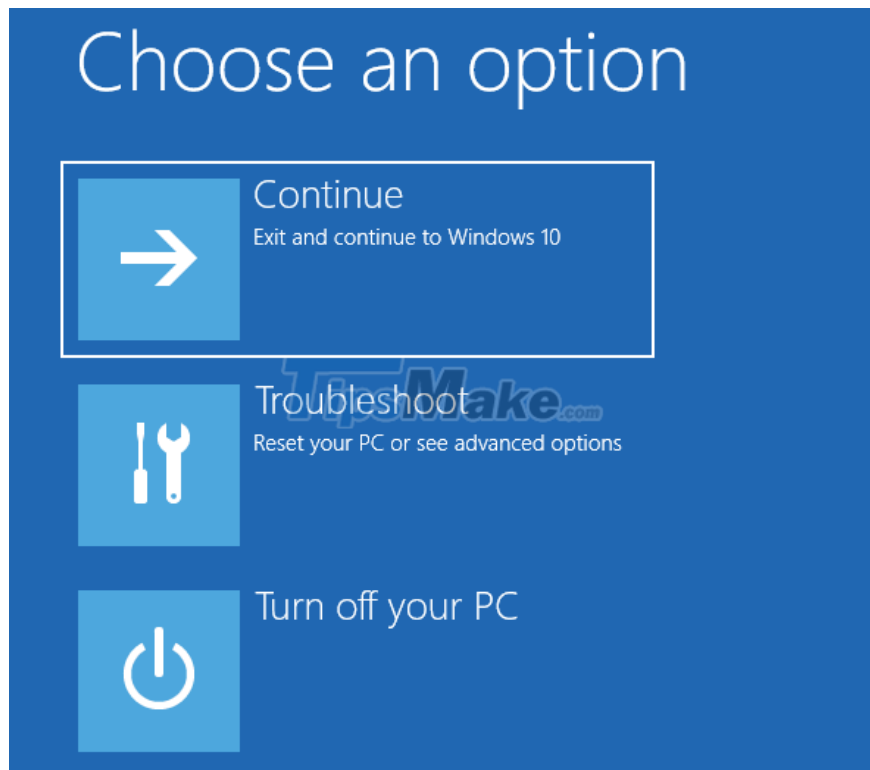 Choose an option
Continue
Exit and continue to Windows 10
TipsMake.com
Troubleshoot
Reset your PC or see advanced options
Turn off your PC